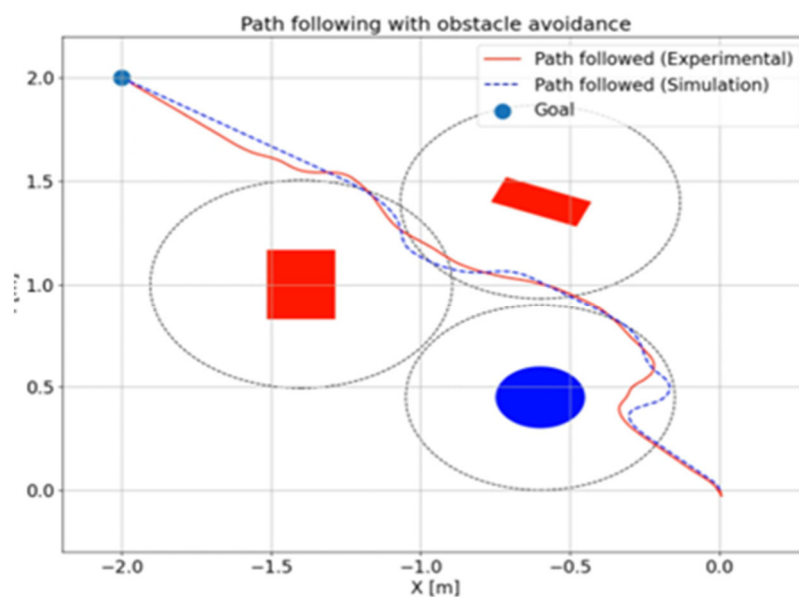 Path following with obstacle avoidance
Path followed (Experimental)
Path followed (Simulation)
Goal
2.0
1.5
1.0
0.5
0.0
−2.0
−1.5
−1.0
−0.5
0.0
X [m]